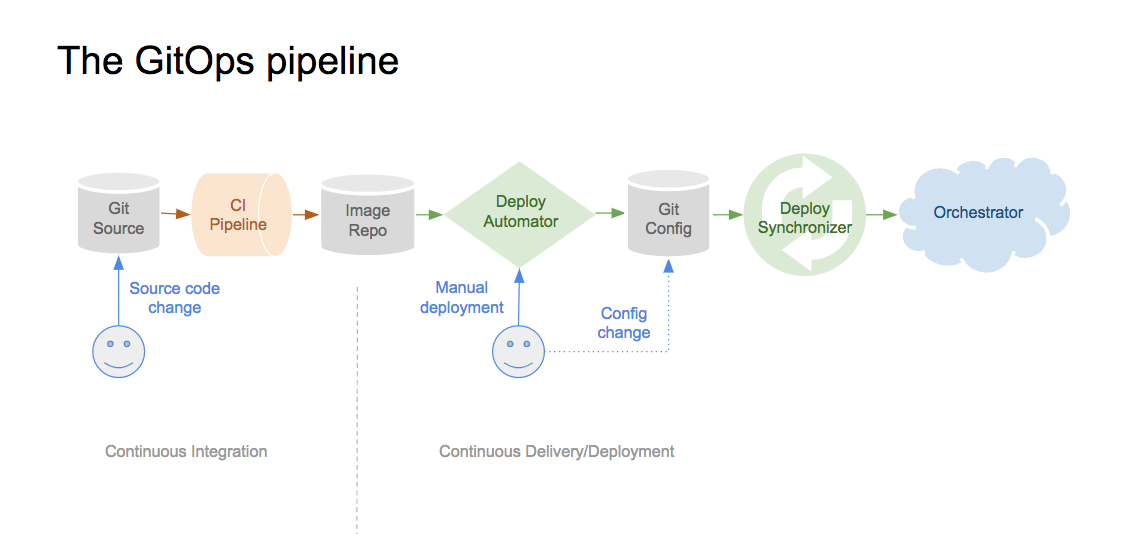 The GitOps pipeline
Git
Source
CI
Pipeline
Image
Repo
Deploy
Automator
Git
Config
Deploy
Synchronizer
Orchestrator
Source code
change
Manual
deployment
Config
change
Continuous Integration
Continuous Delivery/Deployment